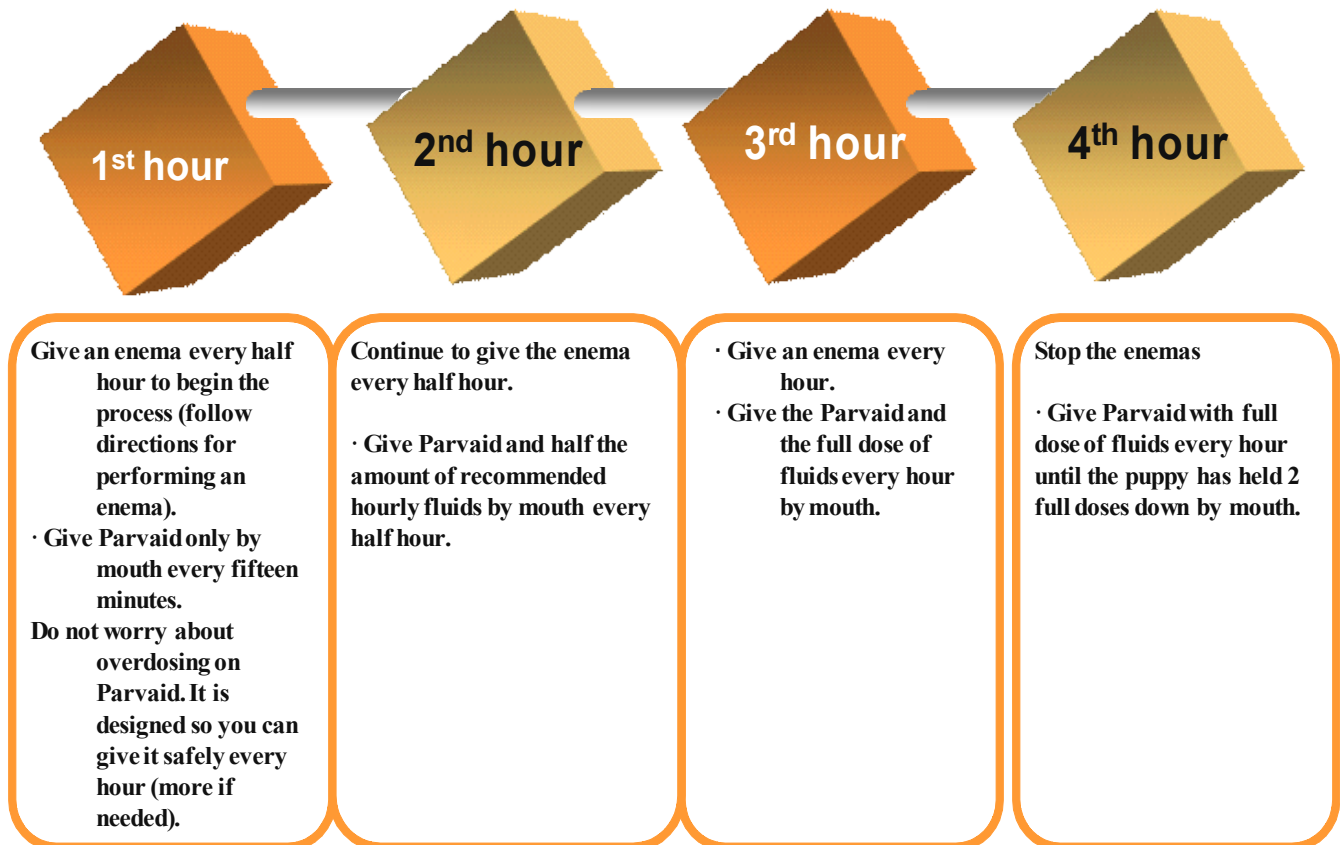 1st hour
2nd hour
3rd hour
4th hour
Give an enema every half
hour to begin the
process (follow
directions for
performing an
enema).
· Give Parvaid only by
mouth every fifteen
minutes.
Do not worry about
overdosing on
Parvaid. It is
designed so you can
give it safely every
hour (more if
needed).
Continue to give the enema
every half hour.
· Give Parvaid and half the
amount of recommended
hourly fluids by mouth every
half hour.
· Give an enema every
hour.
· Give the Parvaid and
the full dose of
fluids every hour
by mouth.
Stop the enemas
· Give Parvaid with full
dose of fluids every hour
until the puppy has held 2
full doses down by mouth.